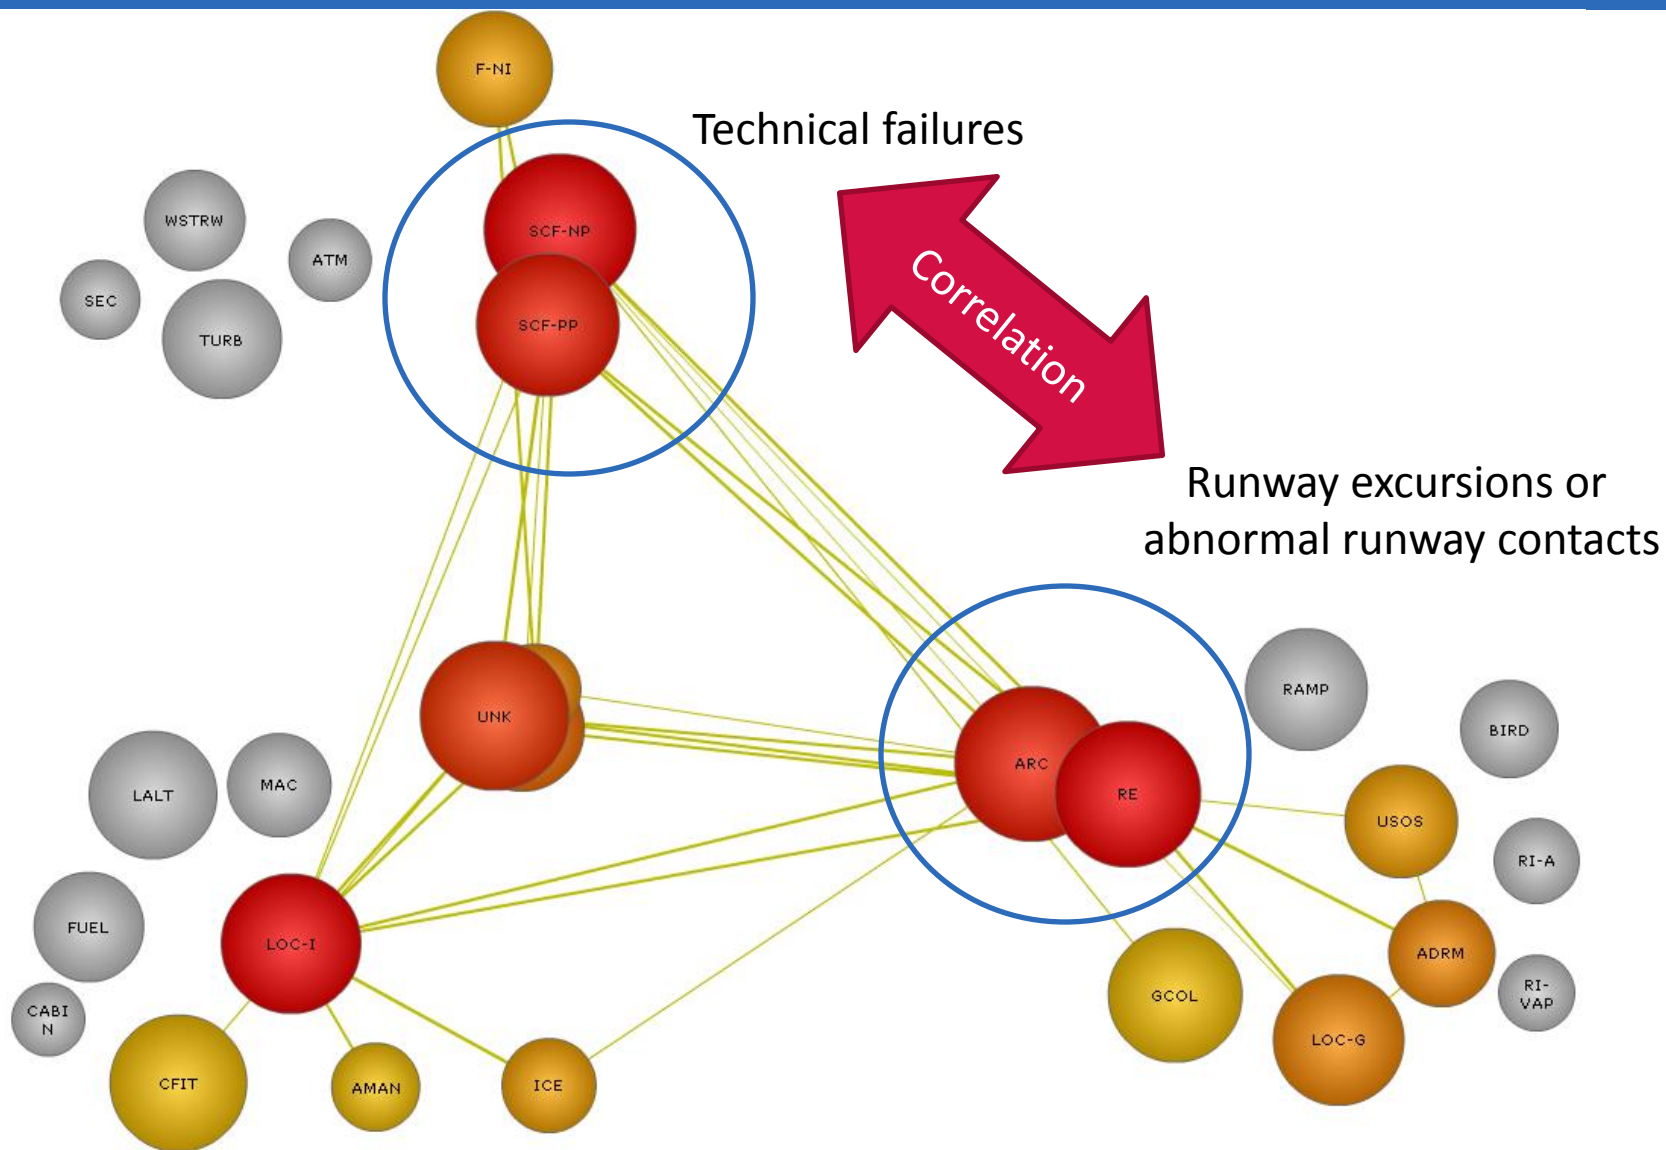 F-NI
Technical failures
WSTRW
SCF-NP
ATM
SEC
Correlation
SCF-PP
TURB
Runway excursions or
abnormal runway contacts
RAMP
UNK
BIRD
ARC
MAC
LALT
RE
USOS
RI-A
FUEL
LOC-I
ADRM
GCOL
RI-
VAP
CABI
N
LOC-G
CFIT
AMAN
ICE